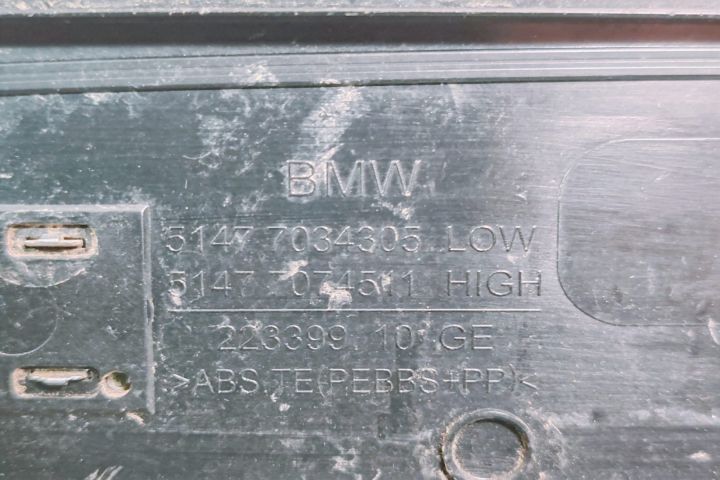 BMW
5147 7034305 LOW
5147 7074511 HIGH
223399 10 GE
>ABS.TE(PEBBS+PP)<